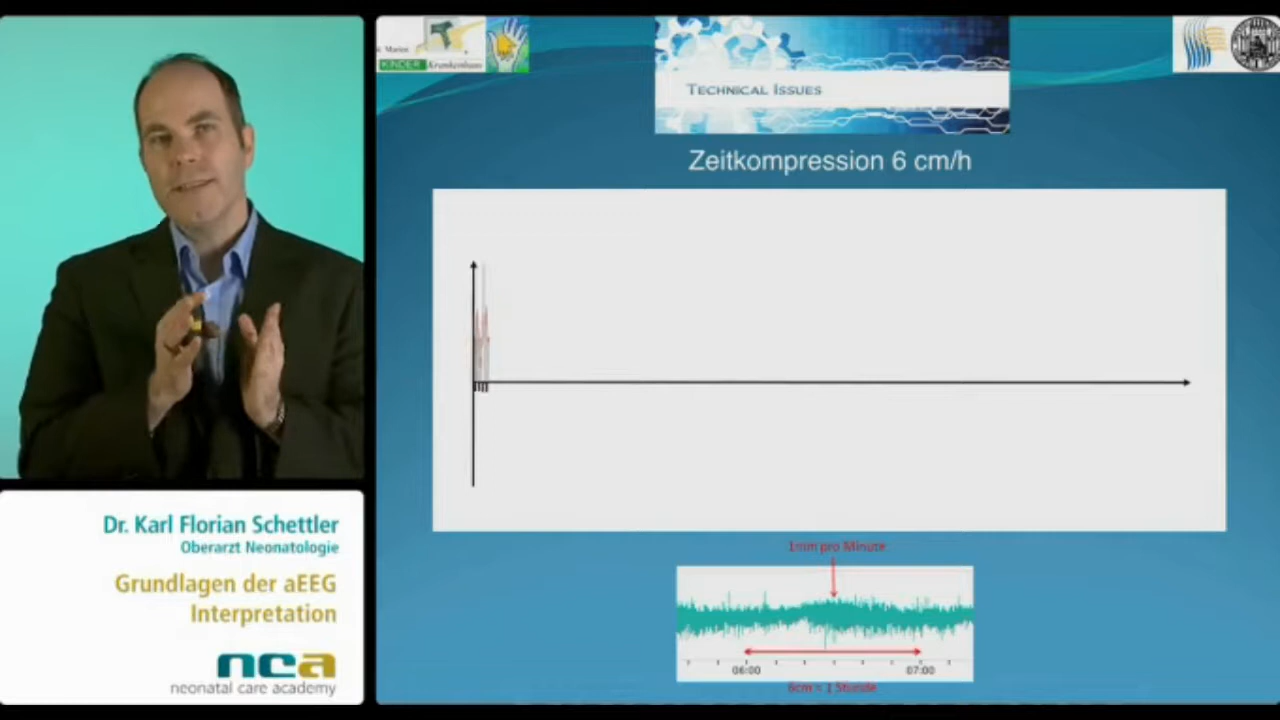 Marien
KINDER Krankenhaus
TECHNICAL ISSUES
Zeitkompression 6 cm/h
1mm pro Minute
06:00 07:00
6cm = 1 Stunde
Dr. Karl Florian Schettler
Oberarzt Neonatologie
Grundlagen der aEEG
Interpretation
nca
neonatal care academy